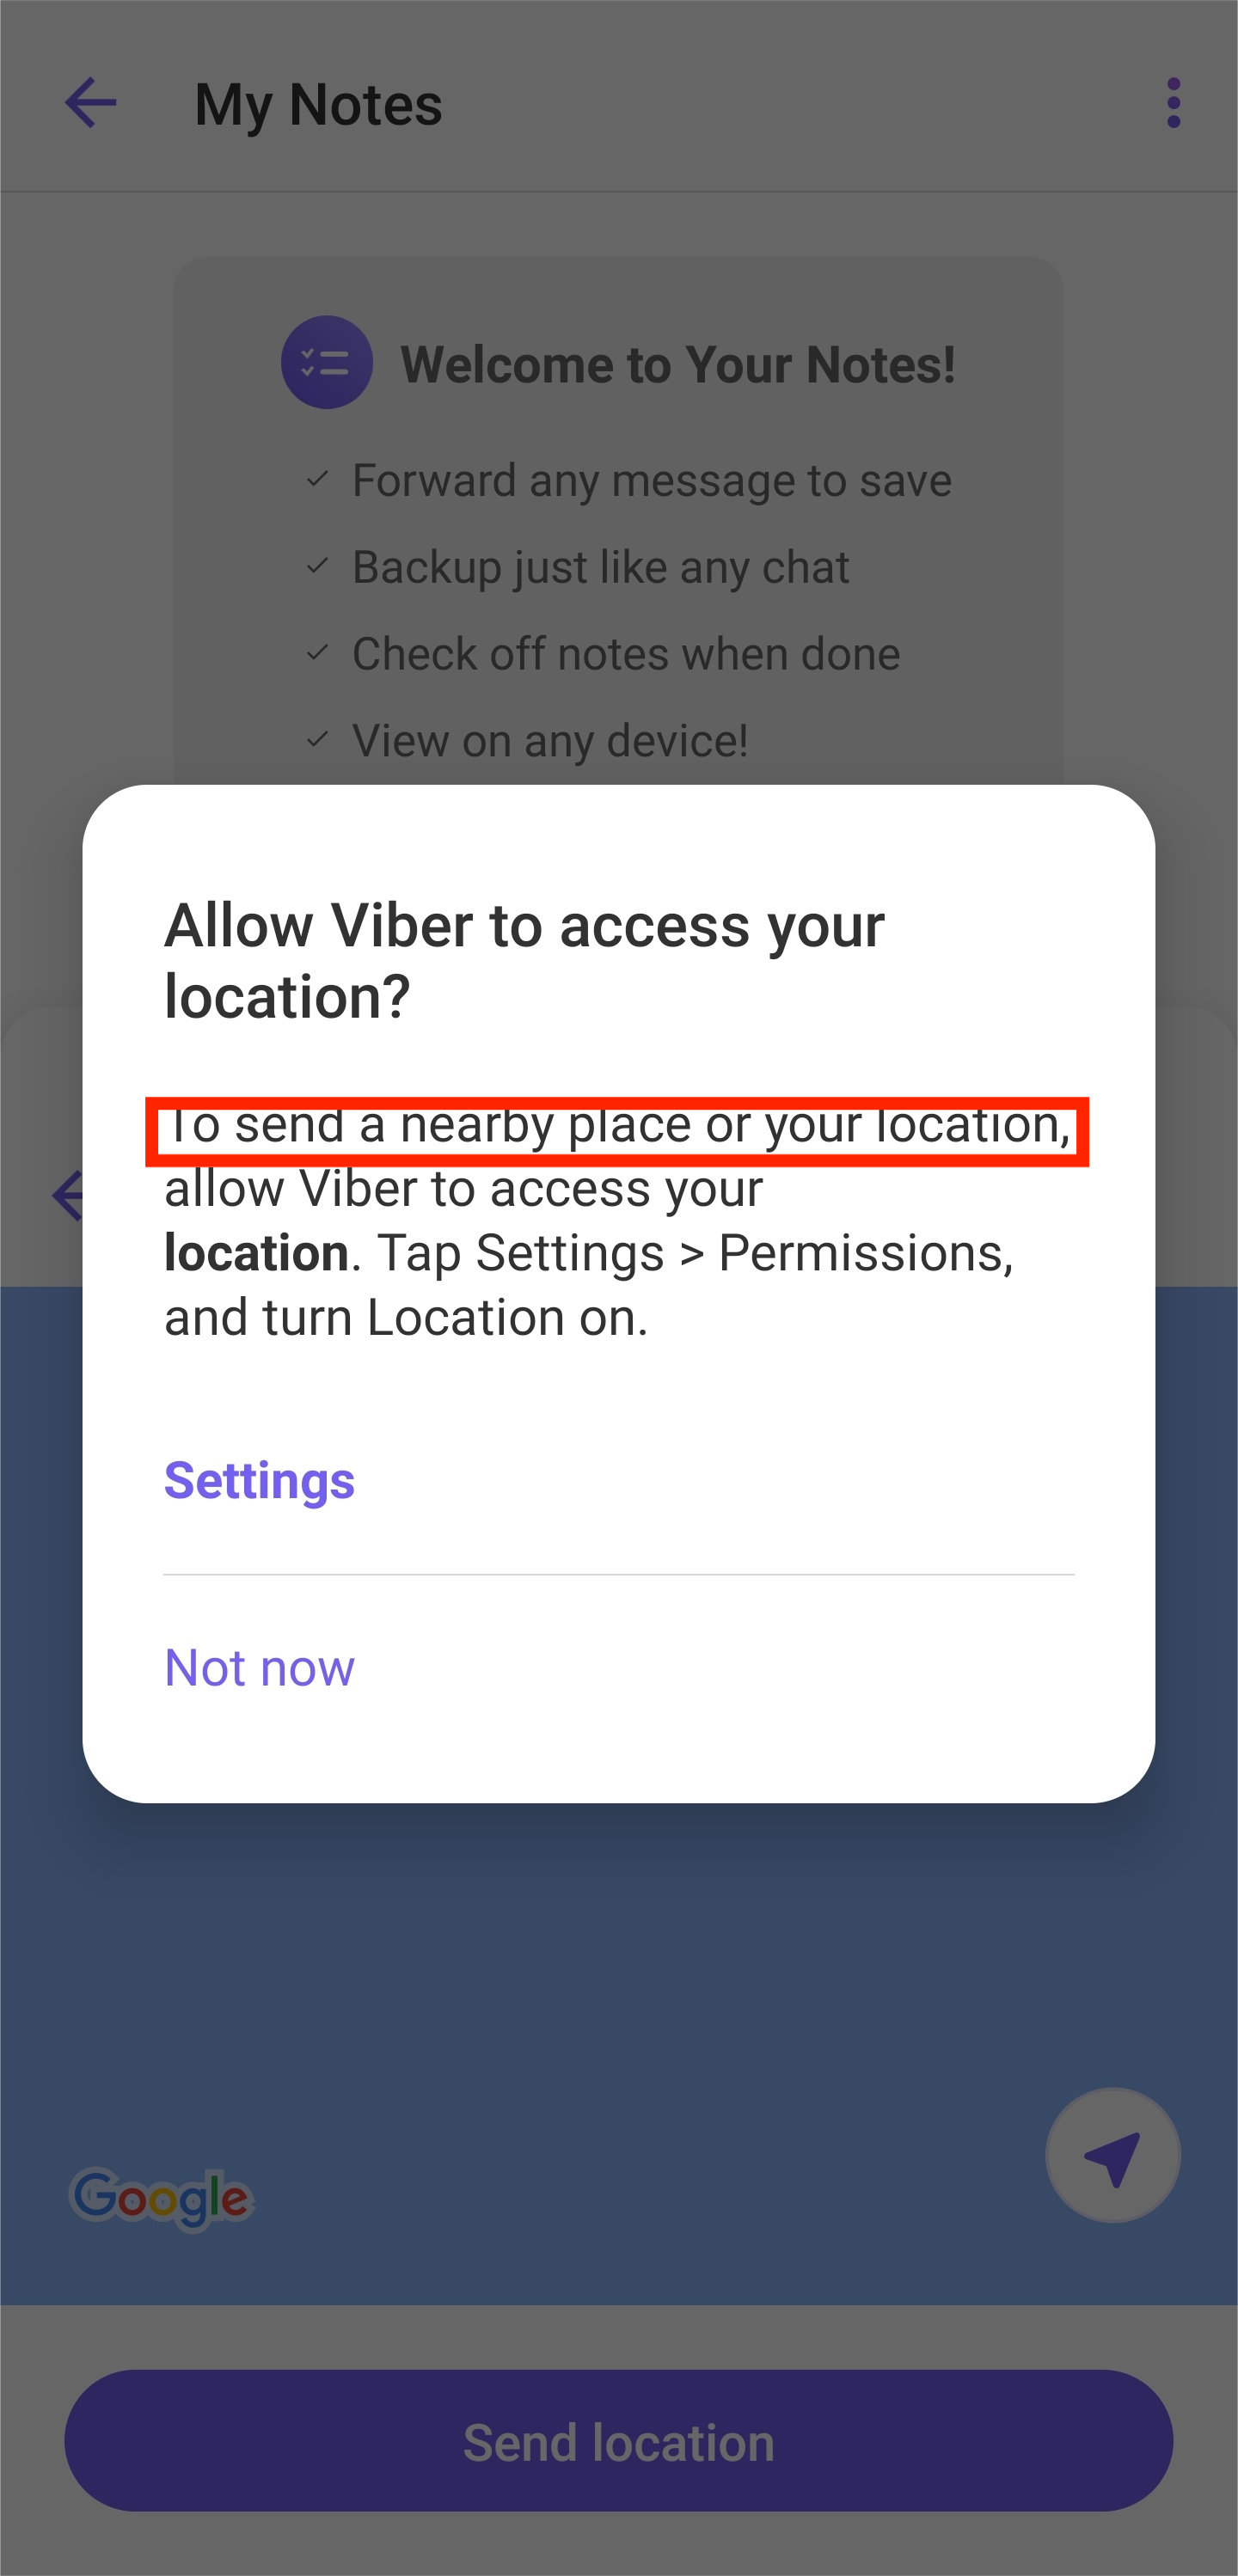 My Notes
Welcome to Your Notes!
Forward any message to save
Backup just like any chat
Check off notes when done
View on any device!
Allow Viber to access your
location?
To send a nearby place or your location,
allow Viber to access your
location. Tap Settings > Permissions,
and turn Location on.
Settings
Not now
Google
Send location